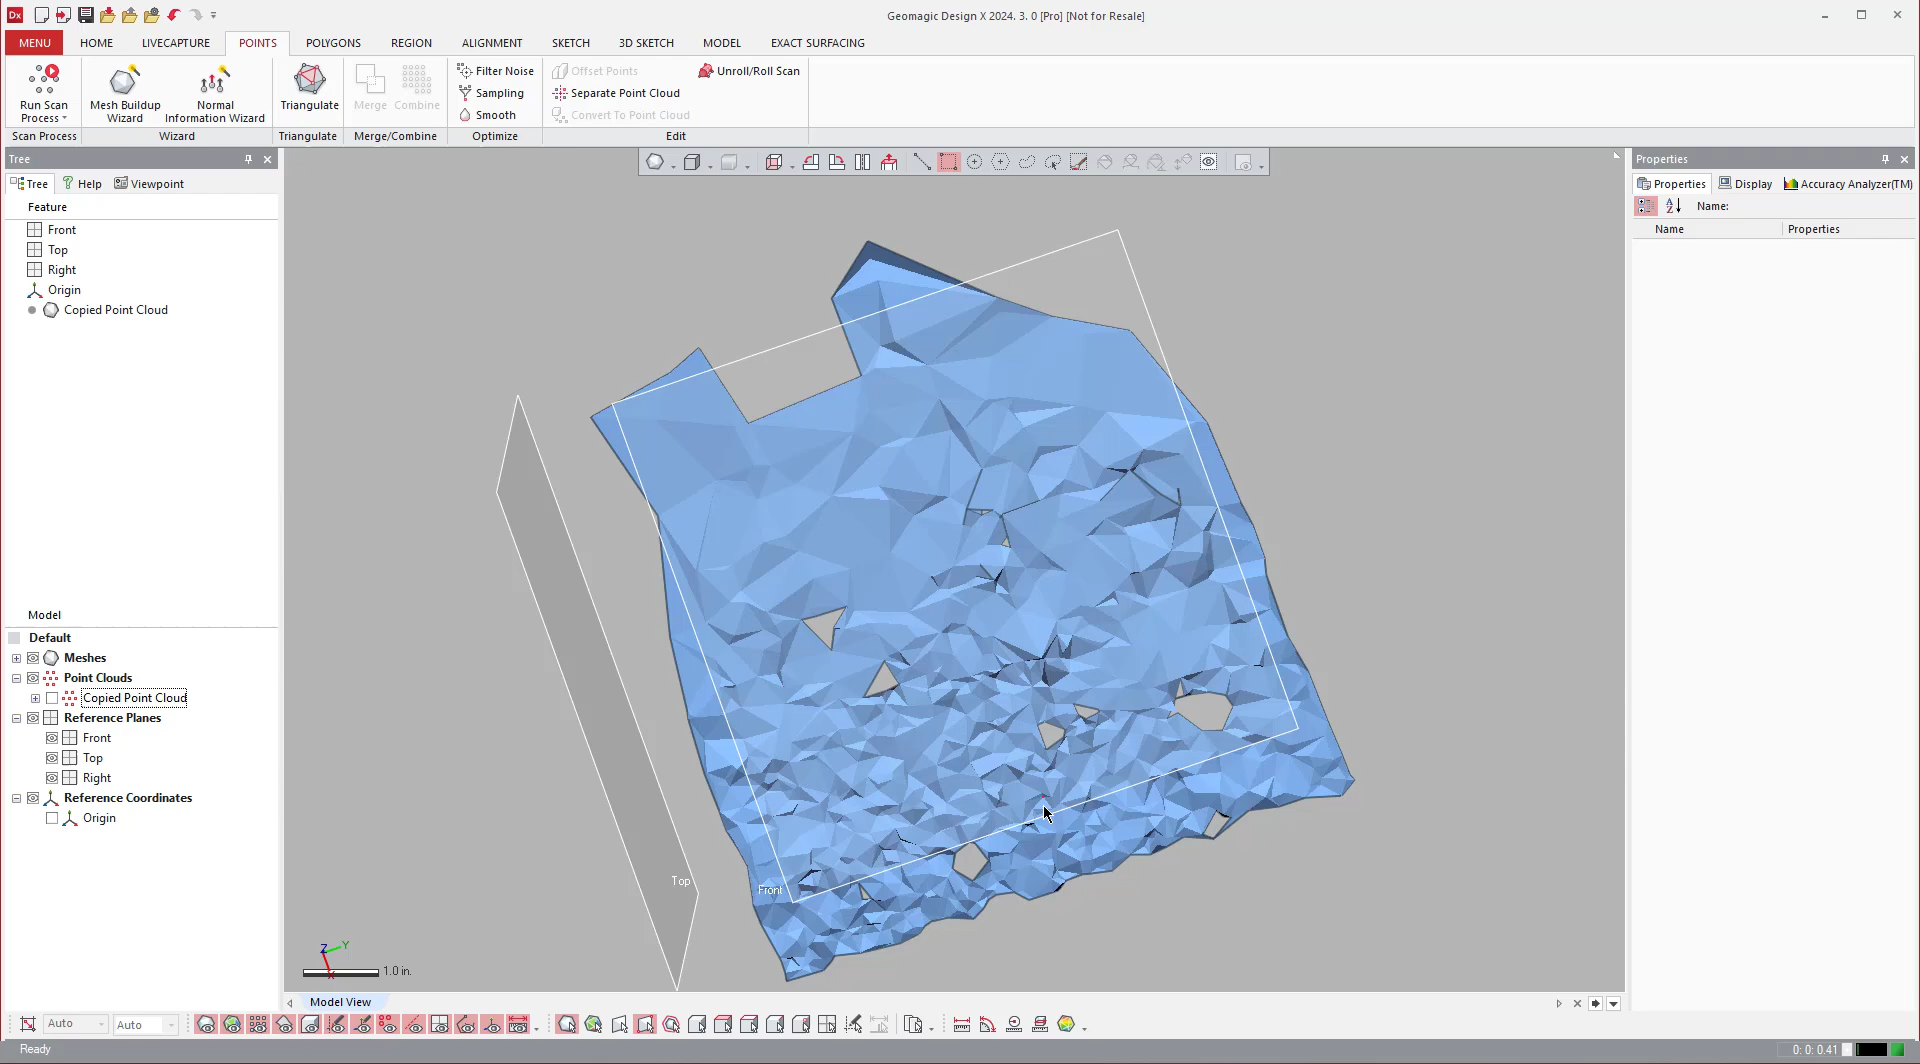 Dx
Geomagic Design X 2024. 3. 0 [Pro] [Not for Resale]
MENU HOME LIVECAPTURE POINTS POLYGONS REGION ALIGNMENT SKETCH 3D SKETCH MODEL EXACT SURFACING
Run Scan
Process
Mesh Buildup
Wizard
Normal
Information Wizard
Triangulate
Merge
Combine
Filter Noise
Sampling
Smooth
Offset Points
Separate Point Cloud
Convert To Point Cloud
Unroll/Roll Scan
Scan Process
Wizard
Triangulate
Merge/Combine
Optimize
Edit
Tree
Tree Help Viewpoint
Feature
Front
Top
Right
Origin
Copied Point Cloud
Model
Default
Meshes
Point Clouds
Copied Point Cloud
Reference Planes
Front
Top
Right
Reference Coordinates
Origin
Top
Front
Z
Y
X
1.0 in.
Model View
Properties
Properties Display Accuracy Analyzer(TM)
A
Z
Name:
Name Properties
Auto
Auto
Ready
0: 0: 0.41